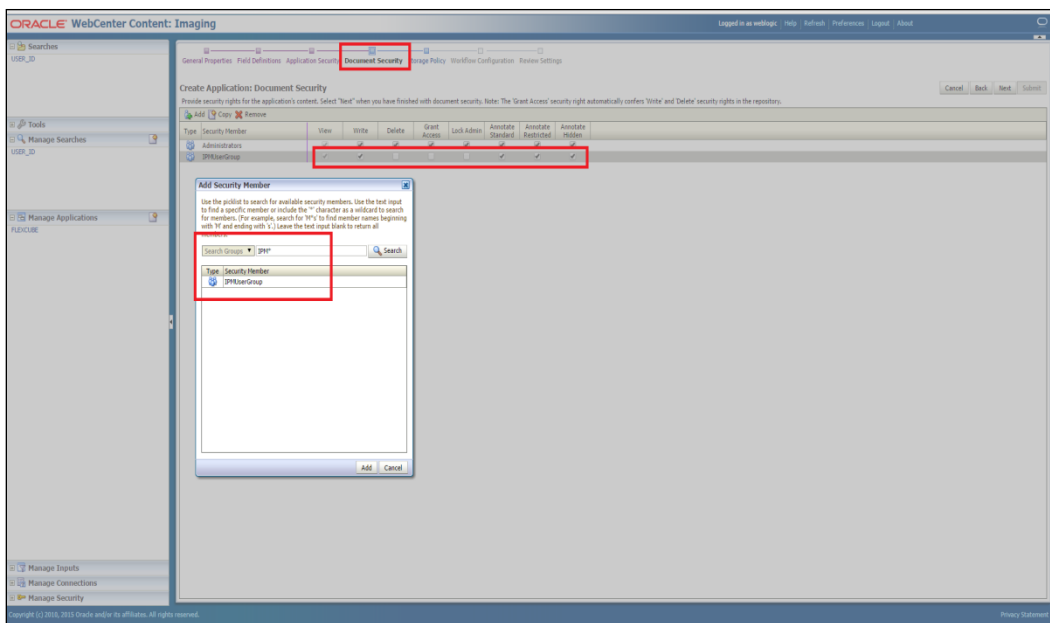 ORACLE WebCenter Content: Imaging
Logged in as weblogic Help Refresh Preferences Logout About
Searches
USER_ID
Tools
Manage Searches
USER_ID
Manage Applications
FLEXCUBE
Manage Inputs
Manage Connections
Manage Security
General Properties Field Definitions Application Security Document Security Storage Policy Workflow Configuration Review Settings
Create Application: Document Security
Cancel Back Next Submit
Provide security rights for the application's content. Select "Next" when you have finished with document security. Note: The 'Grant Access' security right automatically confers 'Write' and 'Delete' security rights in the repository.
Add Copy Remove
Type Security Member View Write Delete Grant Access Lock Admin Annotate Standard Annotate Restricted Annotate Hidden
Administrators
IPMUserGroup
Add Security Member
Use the picklist to search for available security members. Use the text input
to find a specific member or include the '*' character as a wildcard to search
for members. (For example, search for 'M*s' to find member names beginning
with 'M' and ending with 's'.) Leave the text input blank to return all
members.
Search Groups IPM* Search
Type Security Member
IPMUserGroup
Add Cancel
Copyright (c) 2010, 2015 Oracle and/or its affiliates. All rights reserved.
Privacy Statement